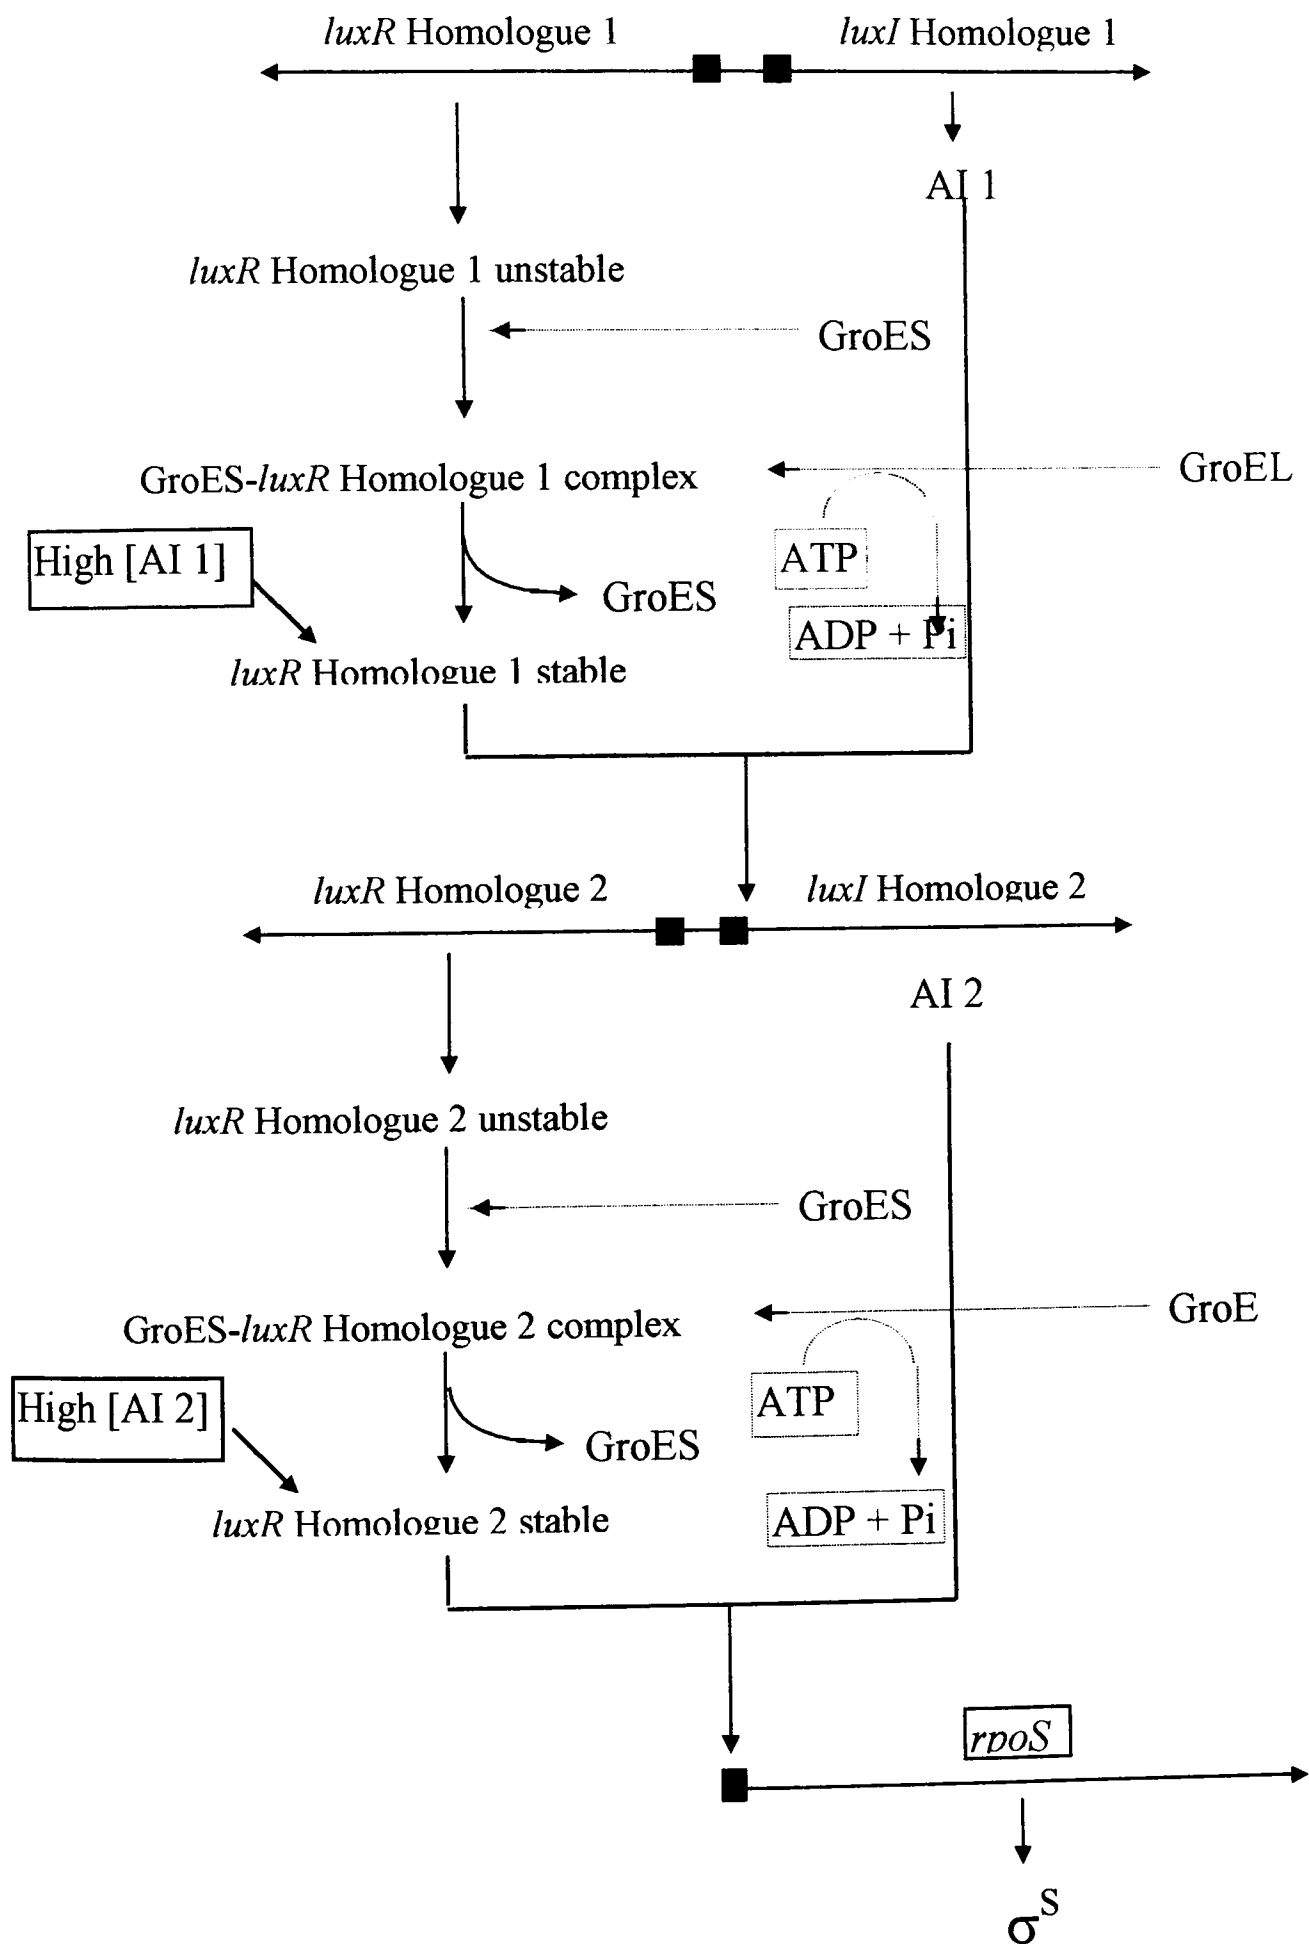 luxR Homologue 1
luxI Homologue 1
AI 1
luxR Homologue 1 unstable
GroES
GroES-luxR Homologue 1 complex
GroEL
High [AI 1]
ATP
GroES
ADP + Pi
luxR Homologue 1 stable
luxR Homologue 2
luxI Homologue 2
AI 2
luxR Homologue 2 unstable
GroES
GroES-luxR Homologue 2 complex
GroE
High [AI 2]
ATP
GroES
ADP + Pi
luxR Homologue 2 stable
rpoS
σS